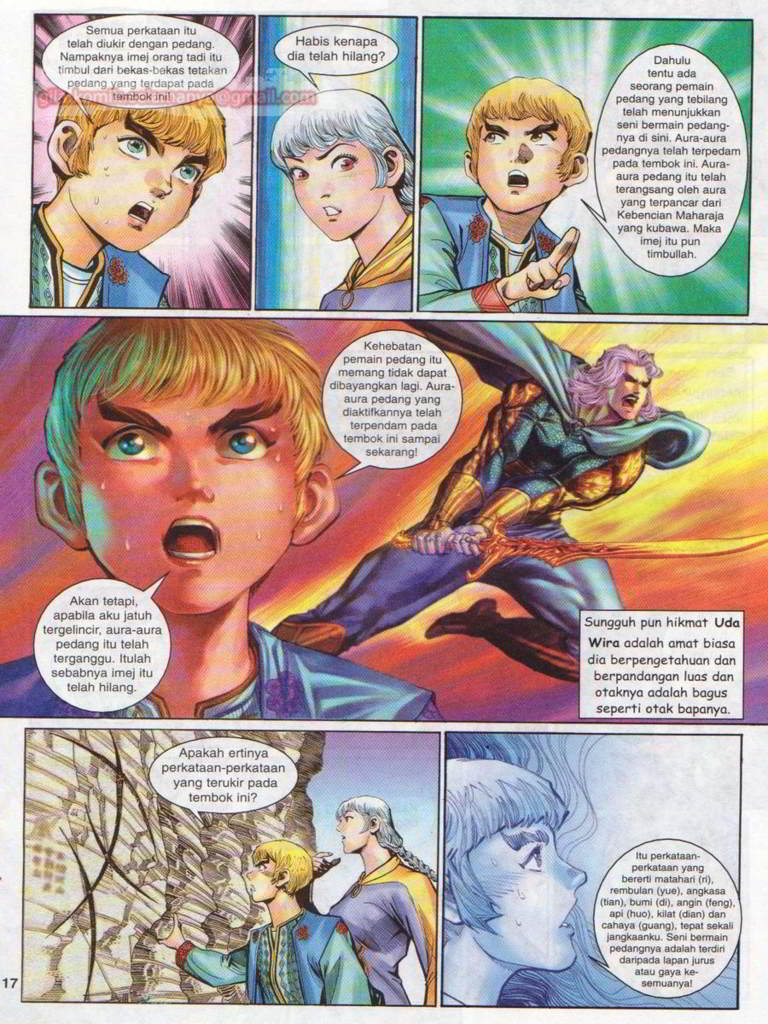 Semua perkataan itu
telah diukir dengan pedang.
Nampaknya imej orang tadi itu
timbul dari bekas-bekas tetakan
pedang yang terdapat pada
tembok ini!
Habis kenapa
dia telah hilang?
Dahulu
tentu ada
seorang pemain
pedang yang tebilang
telah menunjukkan
seni bermain pedang-
nya di sini. Aura-aura
pedangnya telah terpedam
pada tembok ini. Aura-
aura pedang itu telah
terangsang oleh aura
yang terpancar dari
Kebencian Maharaja
yang kubawa. Maka
imej itu pun
timbullah.
Kehebatan
pemain pedang itu
memang tidak dapat
dibayangkan lagi. Aura-
aura pedang yang
diaktifkannya telah
terpendam pada
tembok ini sampai
sekarang!
Akan tetapi,
apabila aku jatuh
tergelincir, aura-aura
pedang itu telah
terganggu. Itulah
sebabnya imej itu
telah hilang.
Sungguh pun hikmat Uda
Wira adalah amat biasa
dia berpengetahuan dan
berpandangan luas dan
otaknya adalah bagus
seperti otak bapanya.
Apakah ertinya
perkataan-perkataan
yang terukir pada
tembok ini?
Itu perkataan-
perkataan yang
bererti matahari (ri),
rembulan (yue), angkasa
(tian), bumi (di), angin (feng),
api (huo), kilat (dian) dan
cahaya (guang), tepat sekali
jangkaanku. Seni bermain
pedangnya adalah terdiri
daripada lapan jurus
atau gaya ke-
semuanya!
17